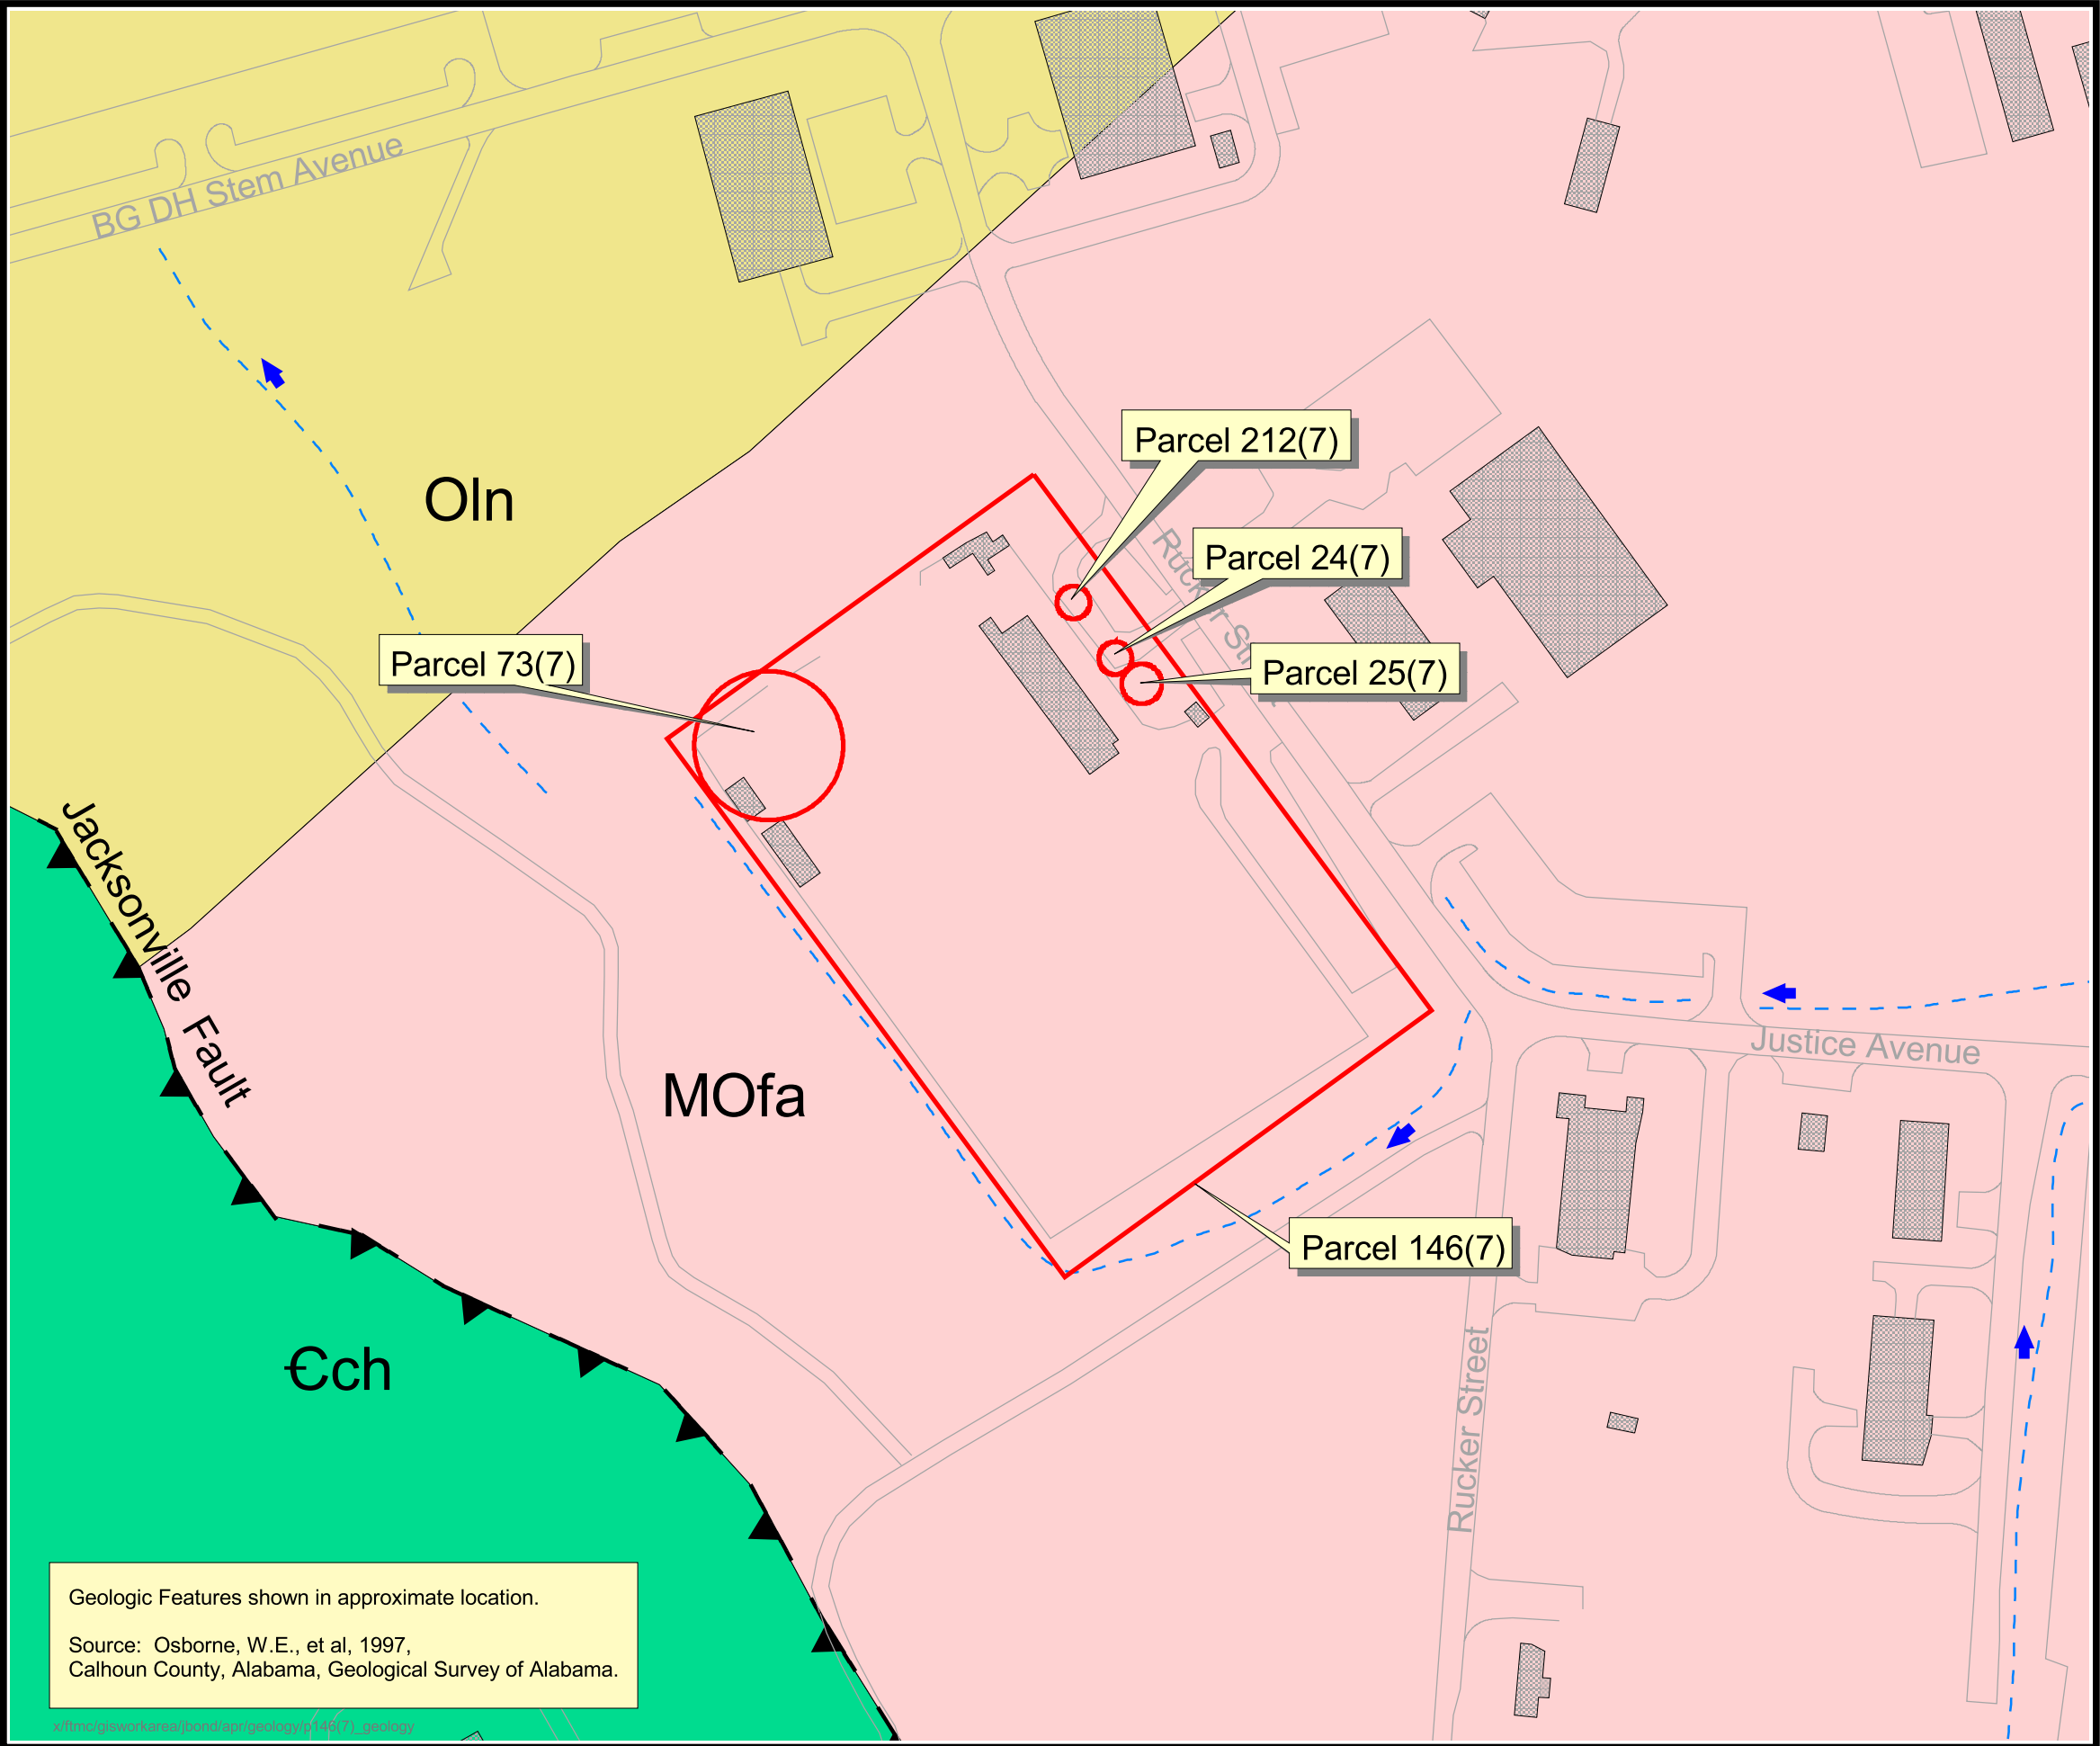 BG DH Stem Avenue
Parcel 212(7)
Oln
Rucker Str
Parcel 24(7)
Parcel 73(7)
Parcel 25(7)
Jacksonville Fault
Justice Avenue
MOfa
Parcel 146(7)
Rucker Street
Єch
Geologic Features shown in approximate location.
Source: Osborne, W.E., et al, 1997,
Calhoun County, Alabama, Geological Survey of Alabama.
x/ftmc/gisworkarea/jbond/apr/geology/p146(7)_geology